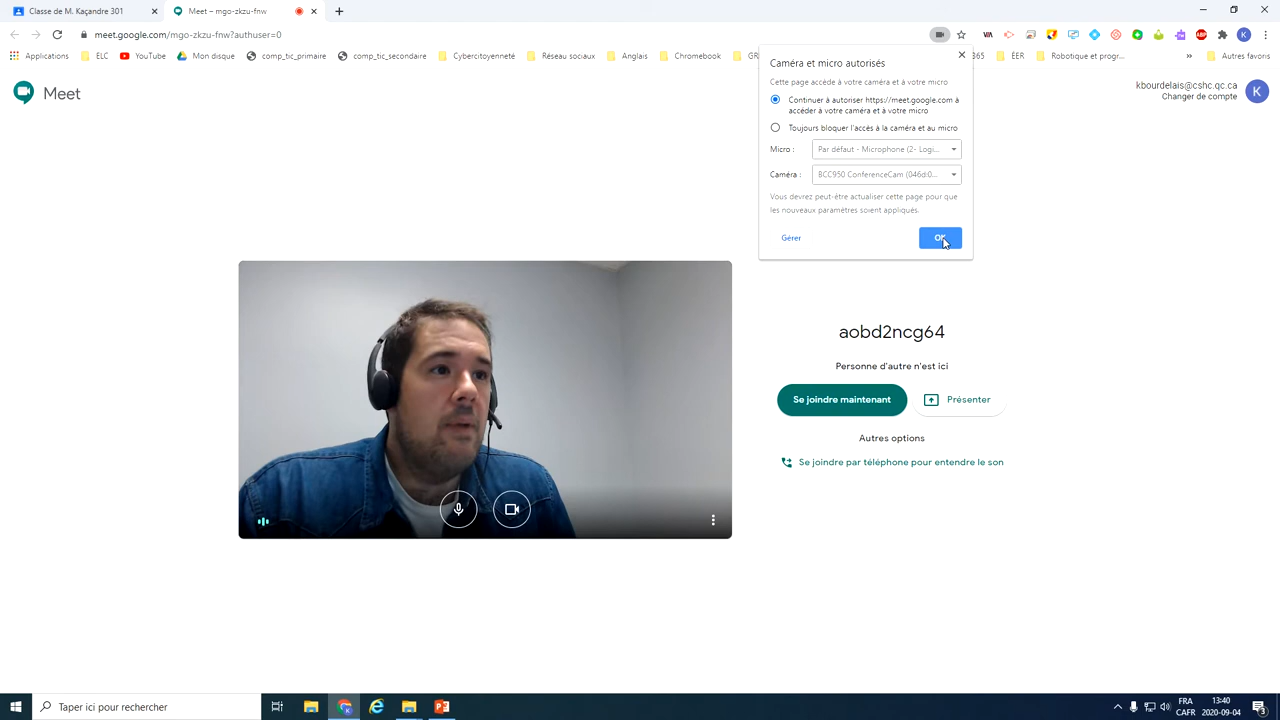 Classe de M. Kaçandre 301
Meet – mgo-zkzu-fnw
meet.google.com/mgo-zkzu-fnw?authuser=0
Applications
ELC
YouTube
Mon disque
comp_tic_primaire
comp_tic_secondaire
Cybercitoyenneté
Réseau sociaux
Anglais
Chromebook
365
ÉER
Robotique et progr...
»
Autres favoris
Meet
kbourdelais@cshc.qc.ca
Changer de compte
K
Caméra et micro autorisés
Cette page accède à votre caméra et à votre micro
Continuer à autoriser https://meet.google.com à
accéder à votre caméra et à votre micro
Toujours bloquer l'accès à la caméra et au micro
Micro :
Par défaut - Microphone (2- Logi...
Caméra :
BCC950 ConferenceCam (046d:0...
Vous devrez peut-être actualiser cette page pour que
les nouveaux paramètres soient appliqués.
Gérer
OK
aobd2ncg64
Personne d'autre n'est ici
Se joindre maintenant
Présenter
Autres options
Se joindre par téléphone pour entendre le son
Taper ici pour rechercher
FRA
CAFR
13:40
2020-09-04
3